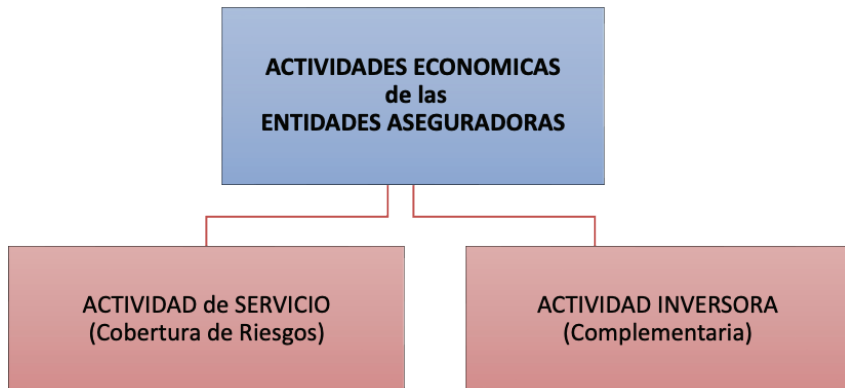 ACTIVIDADES ECONOMICAS
de las
ENTIDADES ASEGURADORAS
ACTIVIDAD de SERVICIO
(Cobertura de Riesgos)
ACTIVIDAD INVERSORA
(Complementaria)